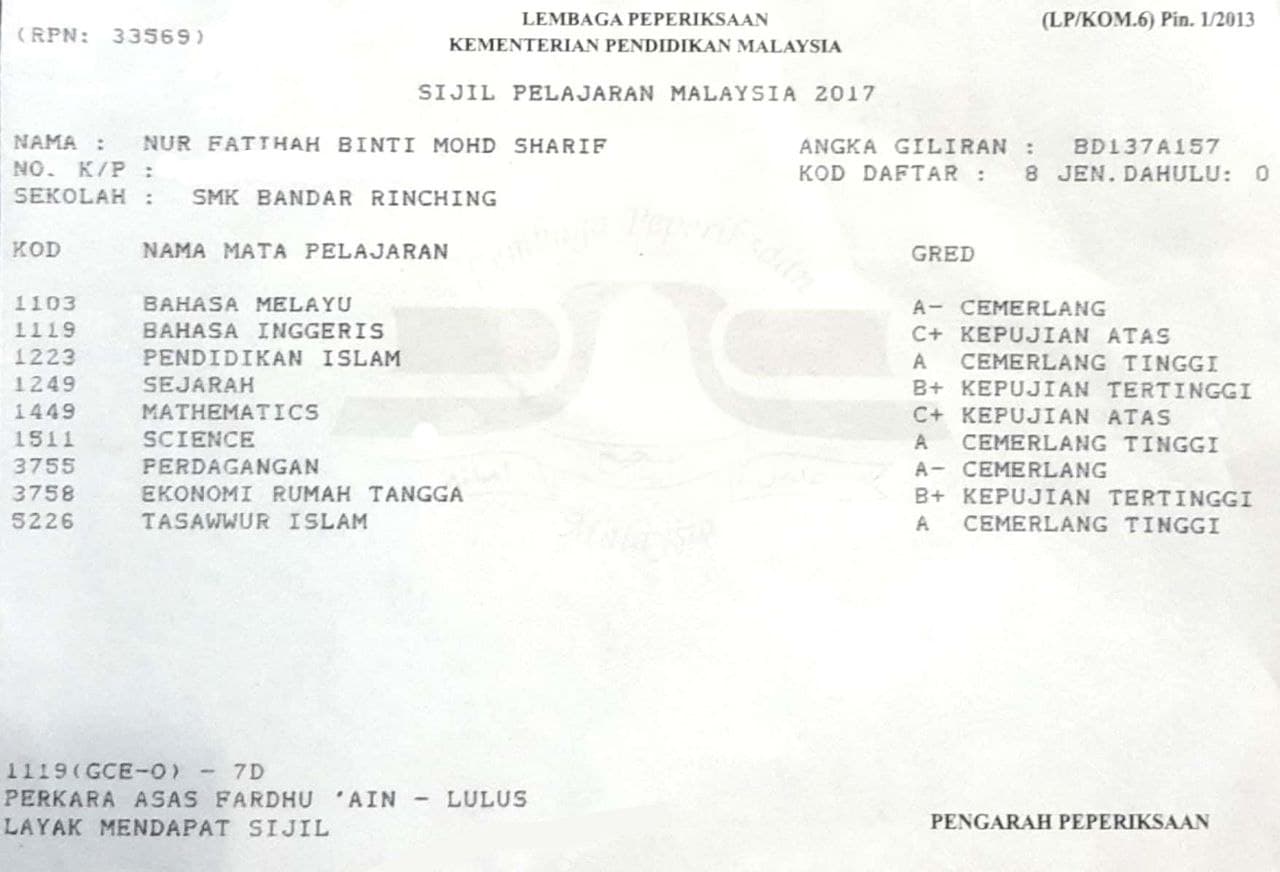 (RPN: 33569)
LEMBAGA PEPERIKSAAN
(LP/KOM.6) Pin. 1/2013
KEMENTERIAN PENDIDIKAN MALAYSIA
SIJIL PELAJARAN MALAYSIA 2017
NAMA : NUR FATIHAH BINTI MOHD SHARIF ANGKA GILIRAN : BD137A157
NO. K/P : KOD DAFTAR : 8 JEN.DAHULU: 0
SEKOLAH : SMK BANDAR RINCHING
KOD NAMA MATA PELAJARAN GRED
1103 BAHASA MELAYU A- CEMERLANG
1119 BAHASA INGGERIS C+ KEPUJIAN ATAS
1223 PENDIDIKAN ISLAM A CEMERLANG TINGGI
1249 SEJARAH B+ KEPUJIAN TERTINGGI
1449 MATHEMATICS C+ KEPUJIAN ATAS
1511 SCIENCE A CEMERLANG TINGGI
3755 PERDAGANGAN A- CEMERLANG
3758 EKONOMI RUMAH TANGGA B+ KEPUJIAN TERTINGGI
5226 TASAWWUR ISLAM A CEMERLANG TINGGI
Lembaga Peperiksaan
Malaysia
1119(GCE-O) - 7D
PERKARA ASAS FARDHU 'AIN - LULUS
LAYAK MENDAPAT SIJIL
PENGARAH PEPERIKSAAN